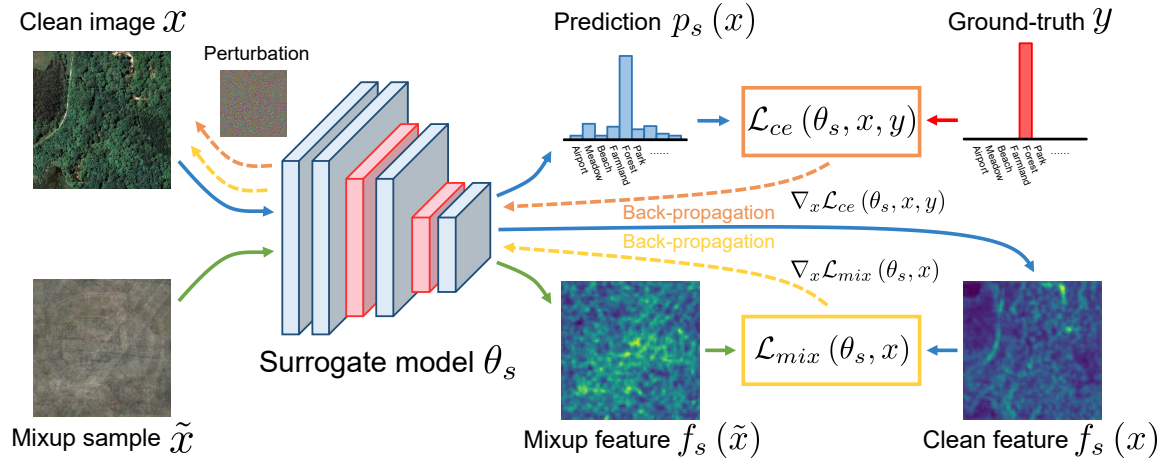 Clean image x
Perturbation
Prediction p_s (x)
Ground-truth y
L_ce (θ_s, x, y)
Airport
Meadow
Beach
Farmland
Forest
Park
......
Airport
Meadow
Beach
Farmland
Forest
Park
......
Back-propagation
∇_x L_ce (θ_s, x, y)
Back-propagation
∇_x L_mix (θ_s, x)
L_mix (θ_s, x)
Surrogate model θ_s
Mixup sample x̃
Mixup feature f_s (x̃)
Clean feature f_s (x)